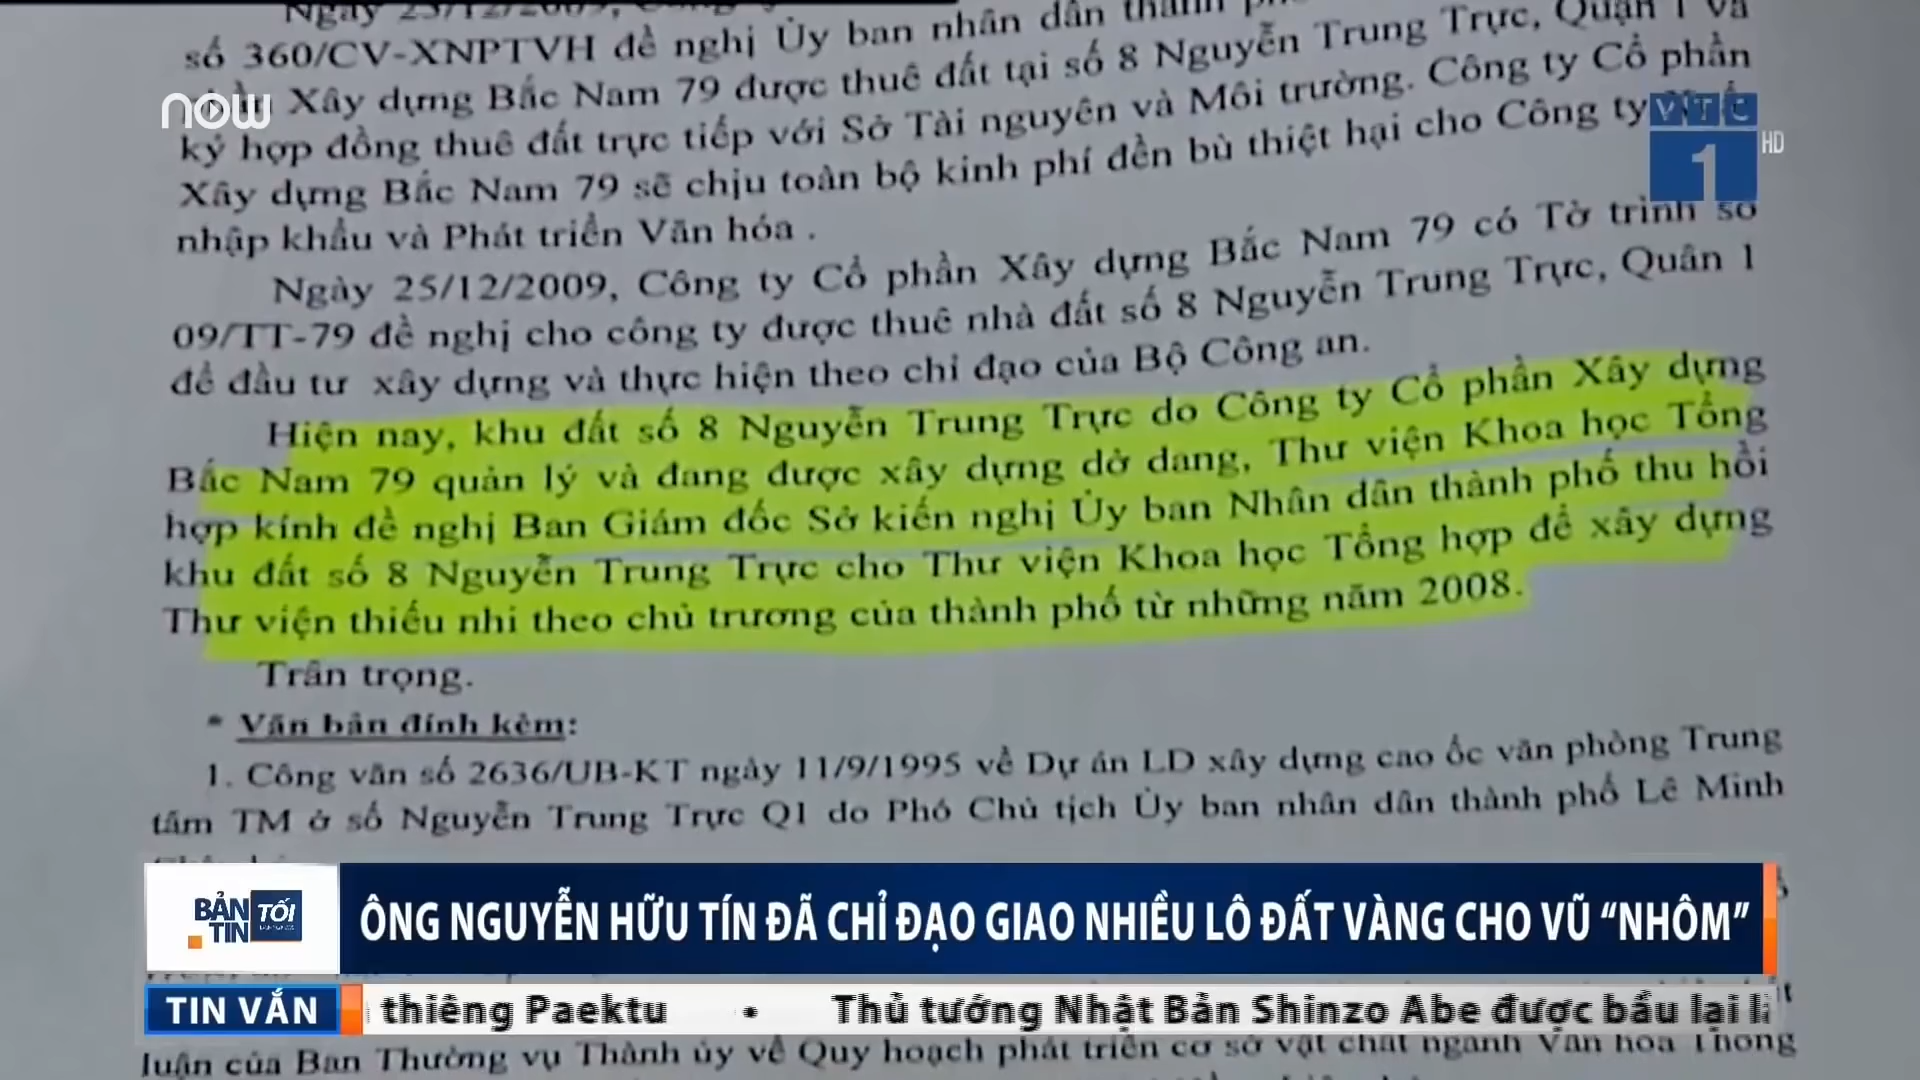 Ngày 25/12/2009,
số 360/CV-XNPTVH đề nghị Ủy ban nhân dân thành
Xây dựng Bắc Nam 79 được thuê đất tại số 8 Nguyễn Trung Trực, Quận 1 và
ký hợp đồng thuê đất trực tiếp với Sở Tài nguyên và Môi trường. Công ty Cổ phần
Xây dựng Bắc Nam 79 sẽ chịu toàn bộ kinh phí đền bù thiệt hại cho Công ty
nhập khẩu và Phát triển Văn hóa .
now
VTC
1
HD
Ngày 25/12/2009, Công ty Cổ phần Xây dựng Bắc Nam 79 có Tờ trình số
09/TT-79 đề nghị cho công ty được thuê nhà đất số 8 Nguyễn Trung Trực, Quân 1
để đầu tư xây dựng và thực hiện theo chỉ đạo của Bộ Công an.
Hiện nay, khu đất số 8 Nguyễn Trung Trực do Công ty Cổ phần Xây dựng
Bắc Nam 79 quản lý và đang được xây dựng dở dang, Thư viện Khoa học Tổng
hợp kính đề nghị Ban Giám đốc Sở kiến nghị Ủy ban Nhân dân thành phố thu hồi
khu đất số 8 Nguyễn Trung Trực cho Thư viện Khoa học Tổng hợp để xây dựng
Thư viện thiếu nhi theo chủ trương của thành phố từ những năm 2008.
Trân trọng.
* Văn bản đính kèm:
1. Công văn số 2636/UB-KT ngày 11/9/1995 về Dự án LD xây dựng cao ốc văn phòng Trung
tâm TM ở số Nguyễn Trung Trực Q1 do Phó Chủ tịch Ủy ban nhân dân thành phố Lê Minh
BẢN TIN TỐI
ÔNG NGUYỄN HỮU TÍN ĐÃ CHỈ ĐẠO GIAO NHIỀU LÔ ĐẤT VÀNG CHO VŨ “NHÔM”
TIN VẮN
thiêng Paektu • Thủ tướng Nhật Bản Shinzo Abe được bầu lại
luận của Ban Thường vụ Thành ủy về Quy hoạch phát triển cơ sở vật chất ngành Văn hóa Thông